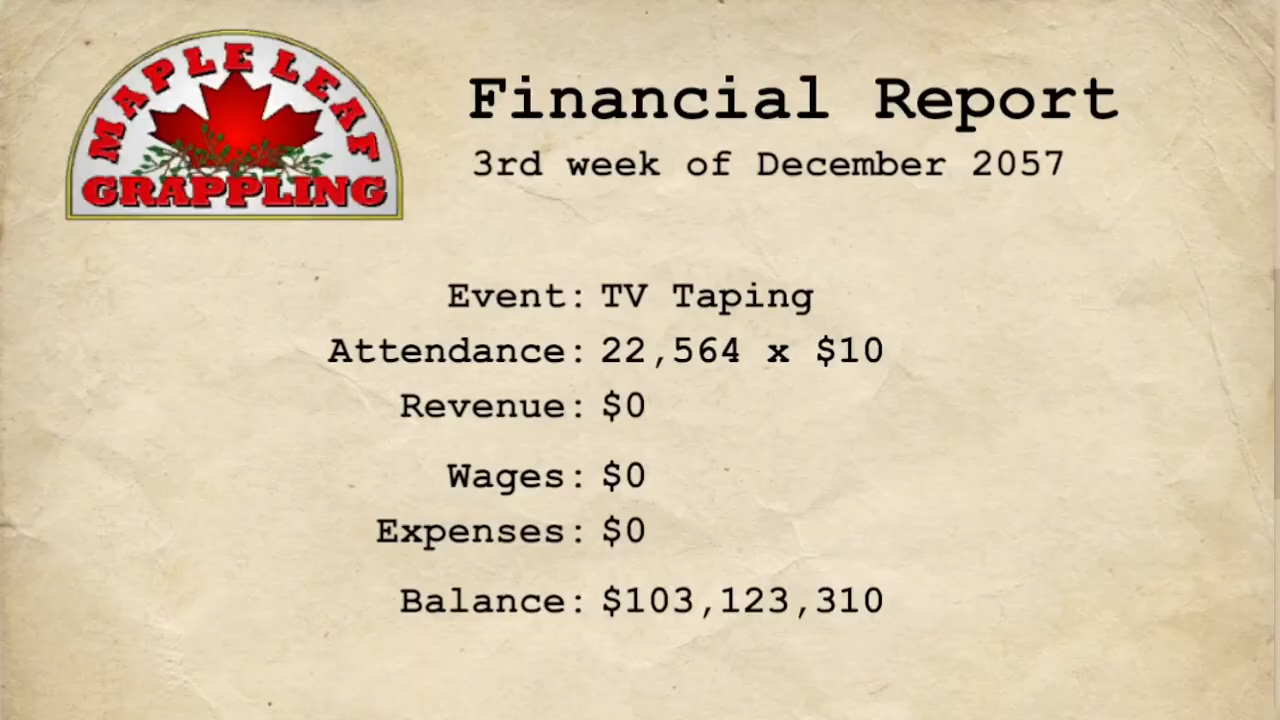 MAPLE LEAF
GRAPPLING
Financial Report
3rd week of December 2057
Event: TV Taping
Attendance: 22,564 x $10
Revenue: $0
Wages: $0
Expenses: $0
Balance: $103,123,310